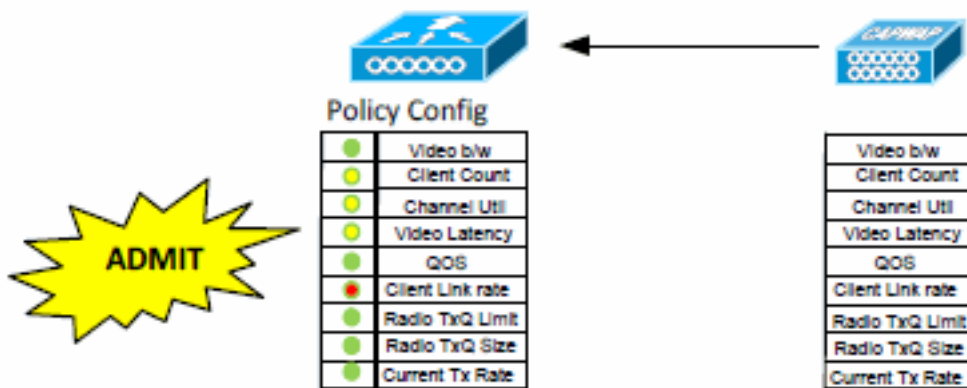 CAPWAP
Policy Config
Video b/w
Client Count
Channel Util
Video Latency
QOS
Client Link rate
Radio TxQ Limit
Radio TxQ Size
Current Tx Rate
ADMIT
Video b/w
Client Count
Channel Util
Video Latency
QOS
Client Link rate
Radio TxQ Limit
Radio TxQ Size
Current Tx Rate